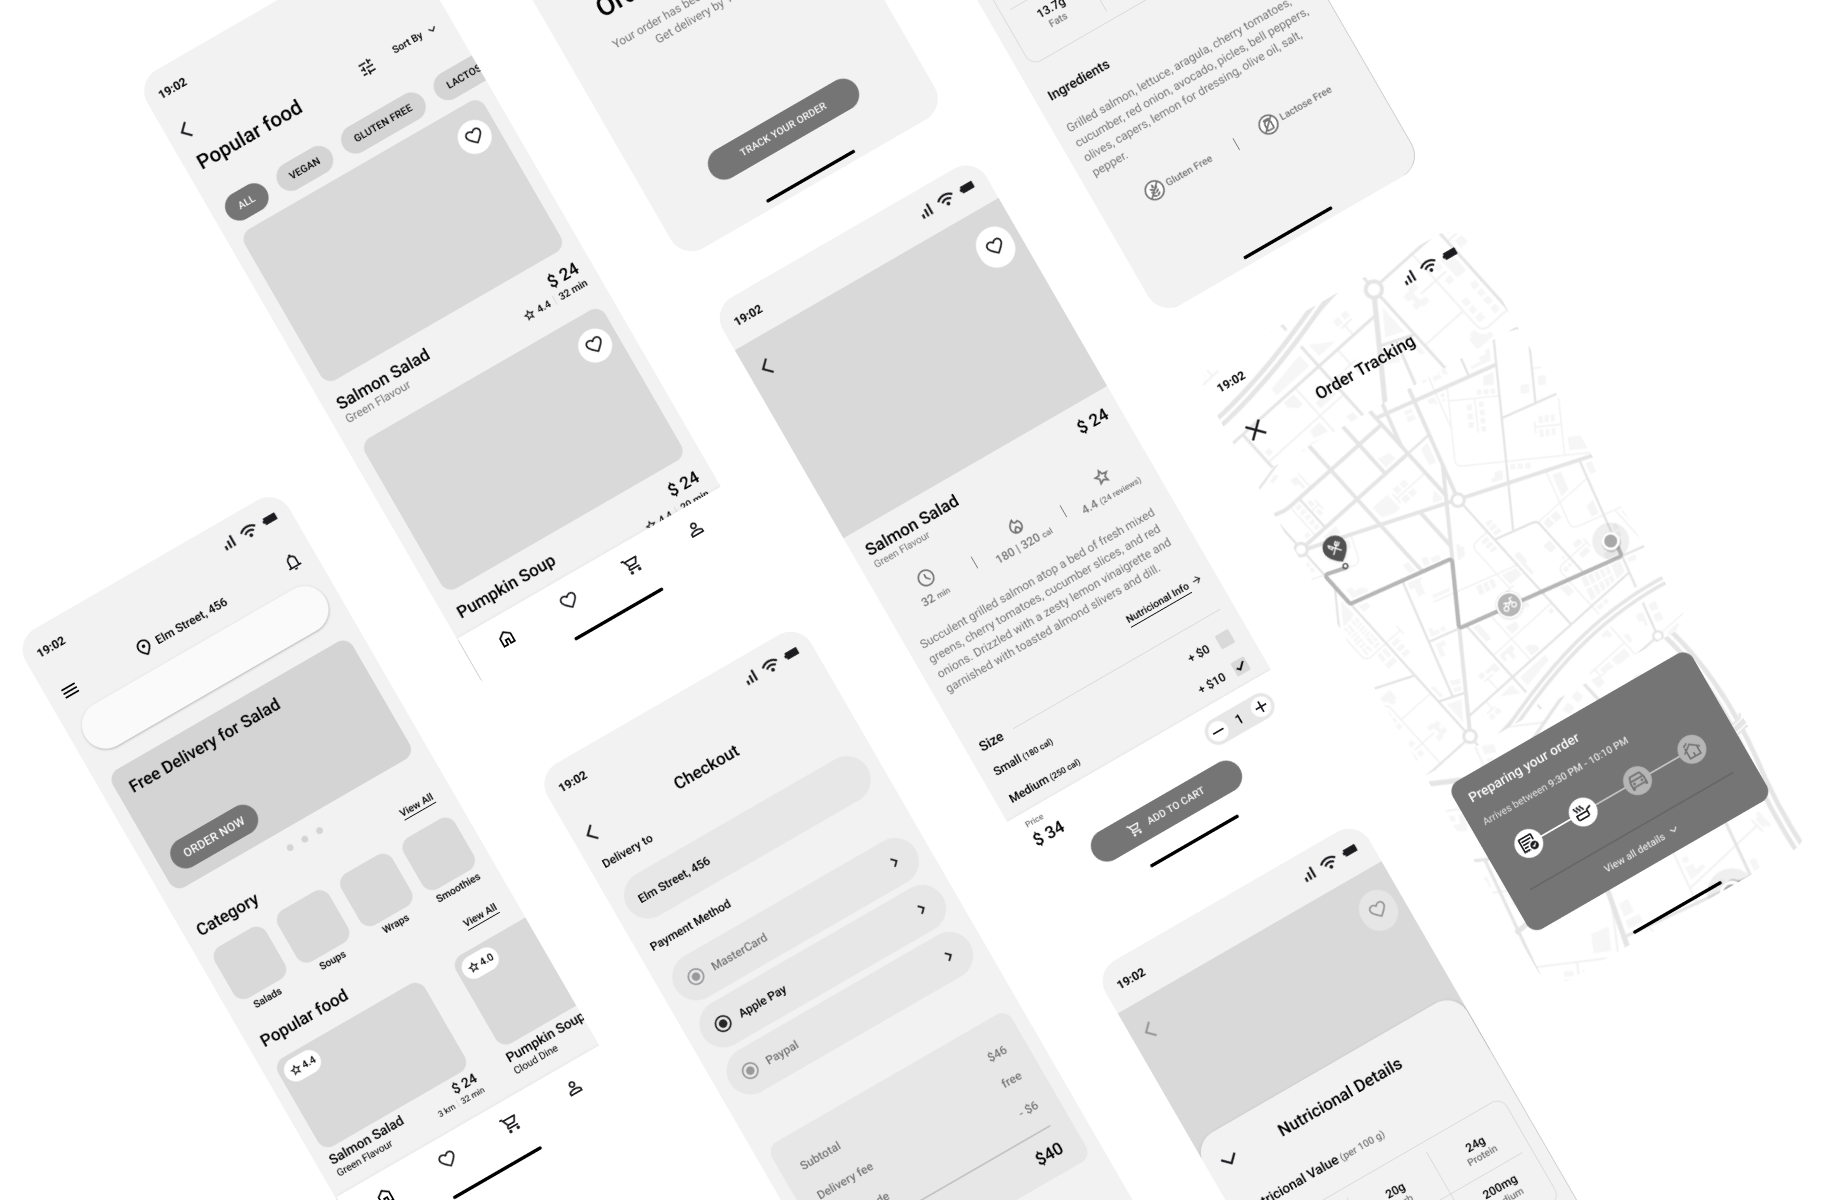 19:02
Sort By
Popular food
ALL
VEGAN
GLUTEN FREE
$ 24
4.4
32 min
Salmon Salad
Green Flavour
$ 24
Pumpkin Soup
Your order has
Get delivery by
TRACK YOUR ORDER
13.7g
Fats
Ingredients
Grilled salmon, lettuce, aragula, cherry tomatoes,
cucumber, red onion, avocado, picles, bell peppers,
olives, capers, lemon for dressing, olive oil, salt,
pepper.
Gluten Free
Lactose Free
19:02
Elm Street, 456
Free Delivery for Salad
ORDER NOW
View All
Category
Salads
Soups
Wraps
Smoothies
View All
Popular food
4.4
$ 24
3 km
32 min
Salmon Salad
Green Flavour
4.0
Pumpkin Soup
Cloud Dine
19:02
$ 24
Salmon Salad
Green Flavour
32 min
180 | 320 cal
4.4 (24 reviews)
Succulent grilled salmon atop a bed of fresh mixed
greens, cherry tomatoes, cucumber slices, and red
onions. Drizzled with a zesty lemon vinaigrette and
garnished with toasted almond slivers and dill.
Nutricional Info
Size
Small (180 cal)
+ $0
Medium (250 cal)
+ $10
1
Price
$ 34
ADD TO CART
19:02
Checkout
Delivery to
Elm Street, 456
Payment Method
MasterCard
Apple Pay
Paypal
Subtotal
$46
Delivery fee
free
- $6
$40
19:02
Order Tracking
Preparing your order
Arrives between 9:30 PM - 10:10 PM
View all details
19:02
Nutricional Details
Value (per 100 g)
24g
Protein
20g
200mg